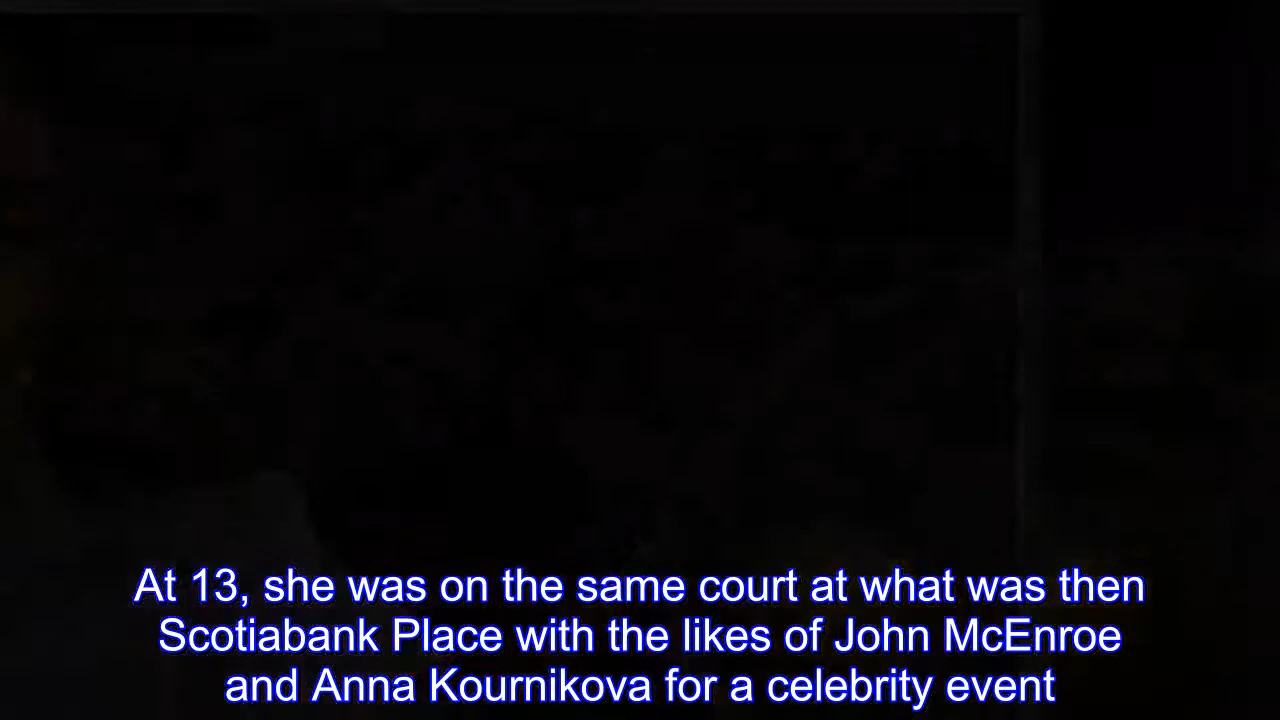 At 13, she was on the same court at what was then
Scotiabank Place with the likes of John McEnroe
and Anna Kournikova for a celebrity event